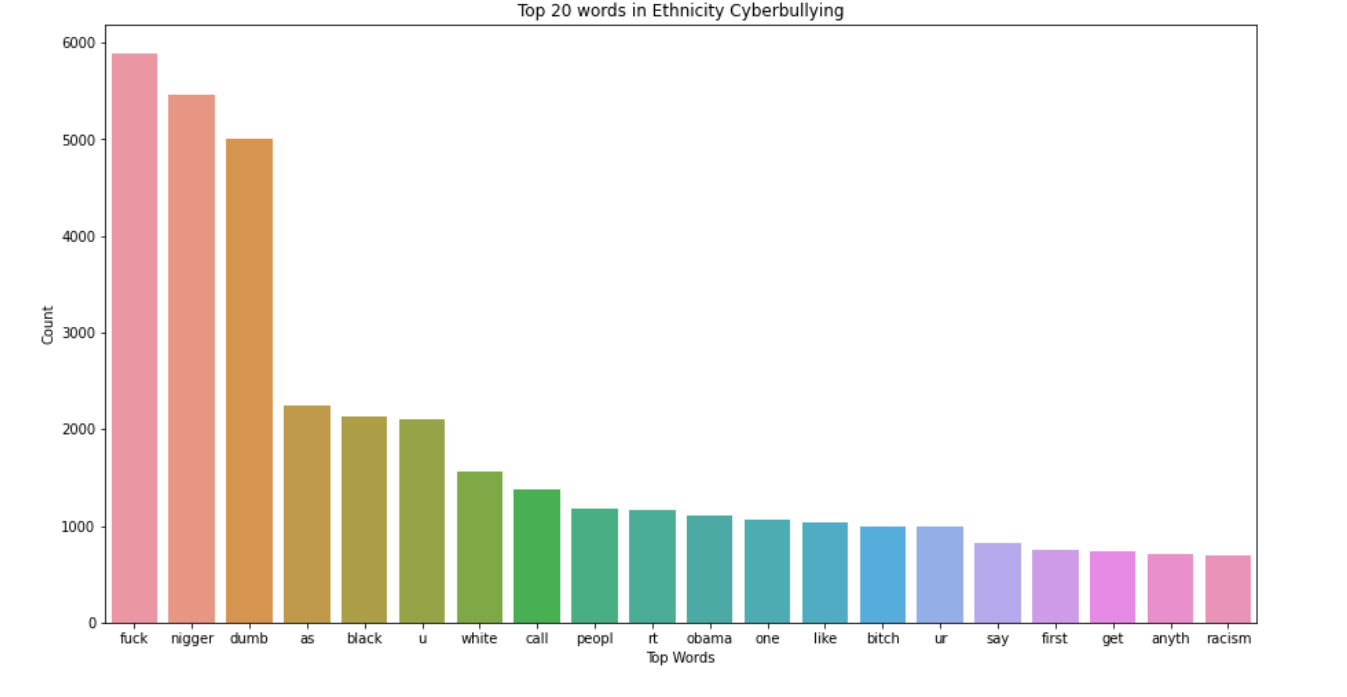 Top 20 words in Ethnicity Cyberbullying
6000
5000
4000
3000
2000
1000
0
Count
fuck nigger dumb as black u white call peopl rt obama one like bitch ur say first get anyth racism
Top Words